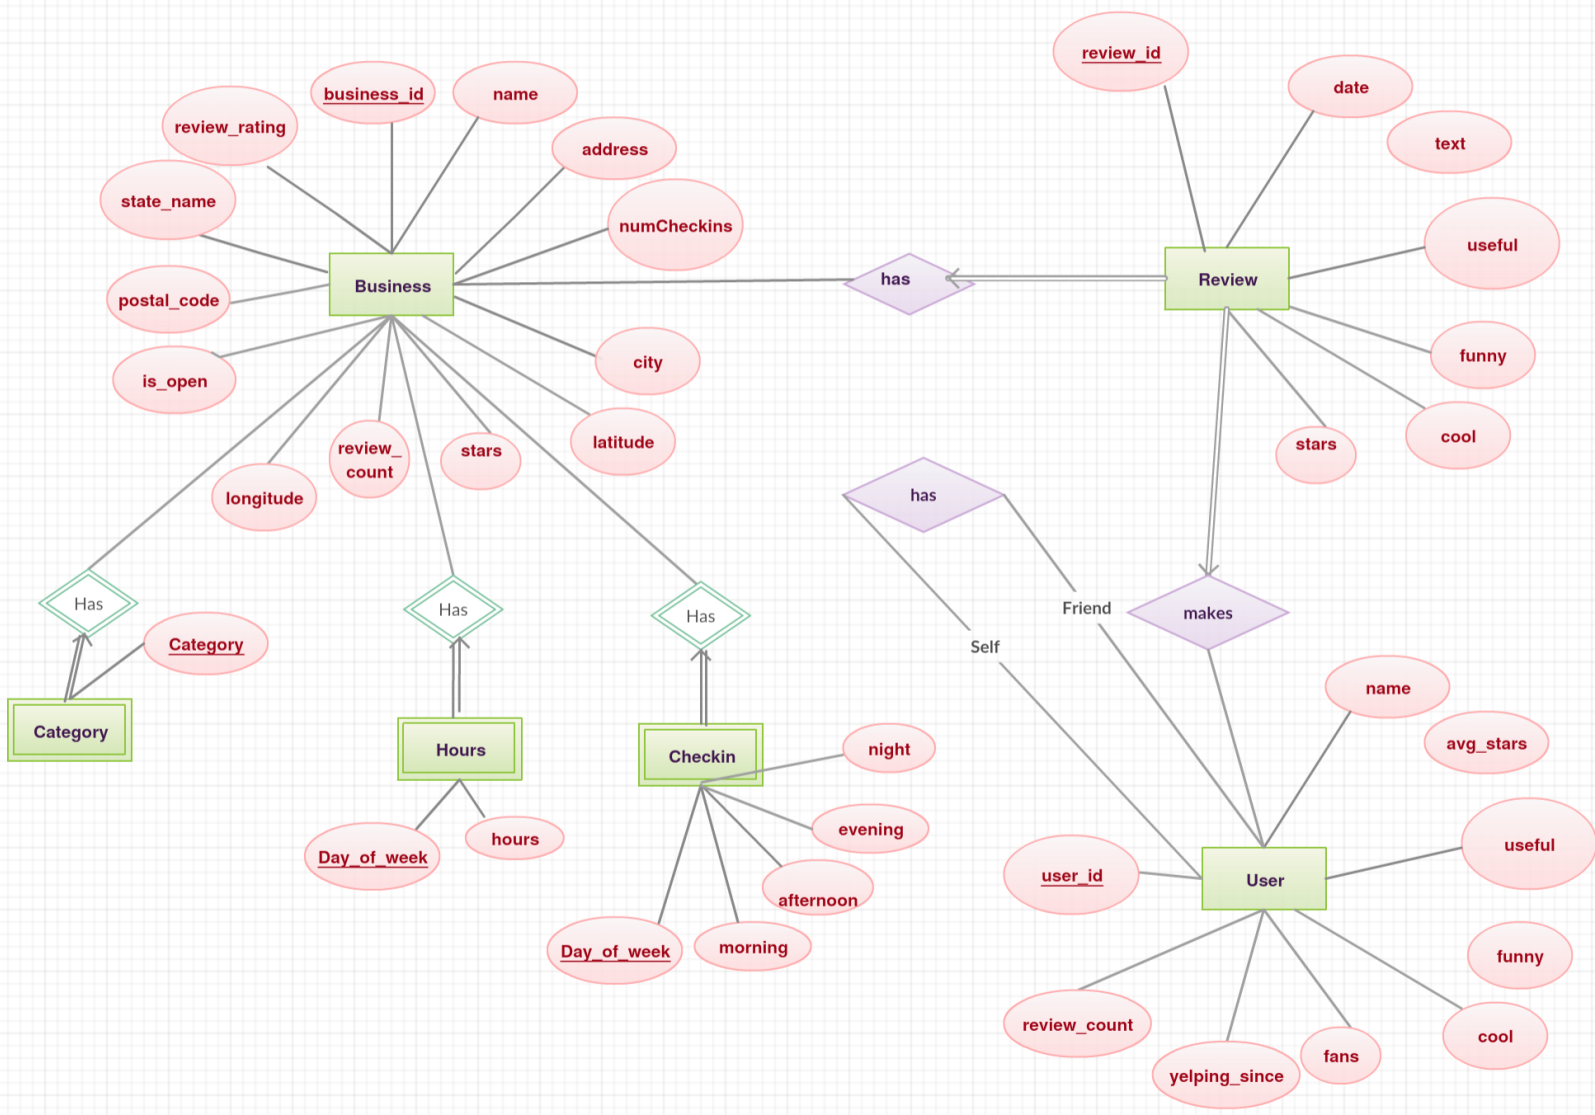 review_id
business_id
name
date
review_rating
address
text
state_name
numCheckins
useful
Business
has
Review
postal_code
city
funny
is_open
latitude
cool
review_
count
stars
stars
longitude
has
Has
Has
Has
Friend
makes
Self
Category
name
Category
Hours
Checkin
night
avg_stars
evening
hours
useful
Day_of_week
user_id
User
afternoon
Day_of_week
morning
funny
review_count
cool
fans
yelping_since